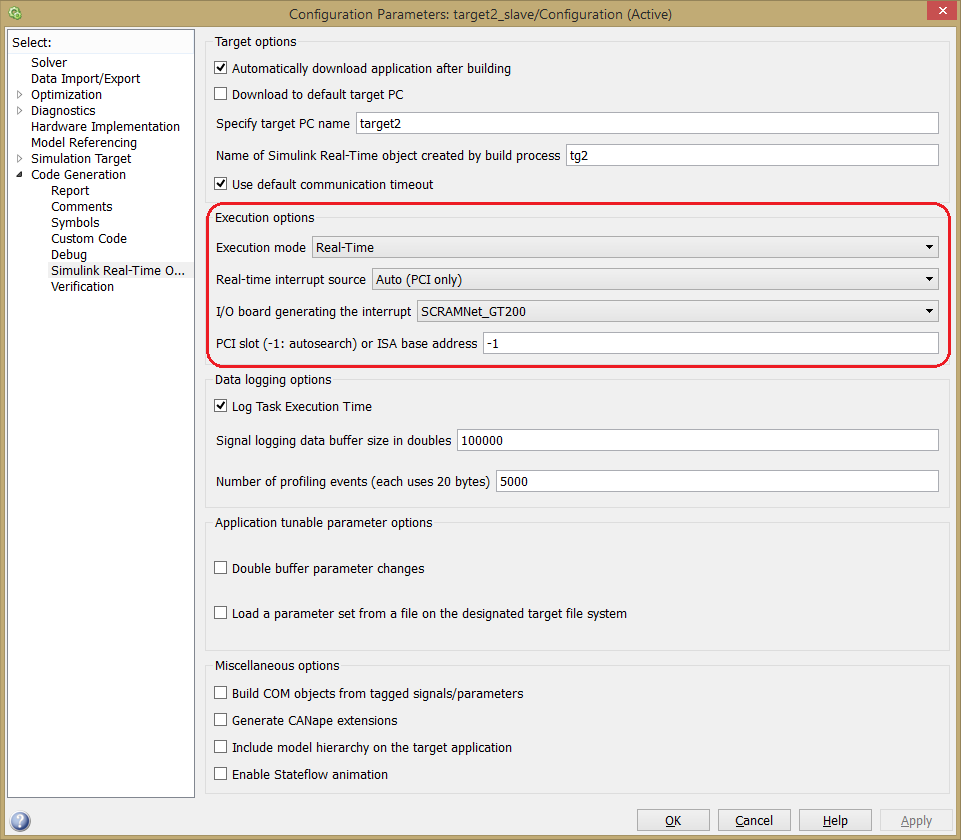 Configuration Parameters: target2_slave/Configuration (Active)
Select:
Solver
Data Import/Export
Optimization
Diagnostics
Hardware Implementation
Model Referencing
Simulation Target
Code Generation
Report
Comments
Symbols
Custom Code
Debug
Simulink Real-Time O...
Verification
Target options
Automatically download application after building
Download to default target PC
Specify target PC name target2
Name of Simulink Real-Time object created by build process tg2
Use default communication timeout
Execution options
Execution mode Real-Time
Real-time interrupt source Auto (PCI only)
I/O board generating the interrupt SCRAMNet_GT200
PCI slot (-1: autosearch) or ISA base address -1
Data logging options
Log Task Execution Time
Signal logging data buffer size in doubles 100000
Number of profiling events (each uses 20 bytes) 5000
Application tunable parameter options
Double buffer parameter changes
Load a parameter set from a file on the designated target file system
Miscellaneous options
Build COM objects from tagged signals/parameters
Generate CANape extensions
Include model hierarchy on the target application
Enable Stateflow animation
OK Cancel Help Apply